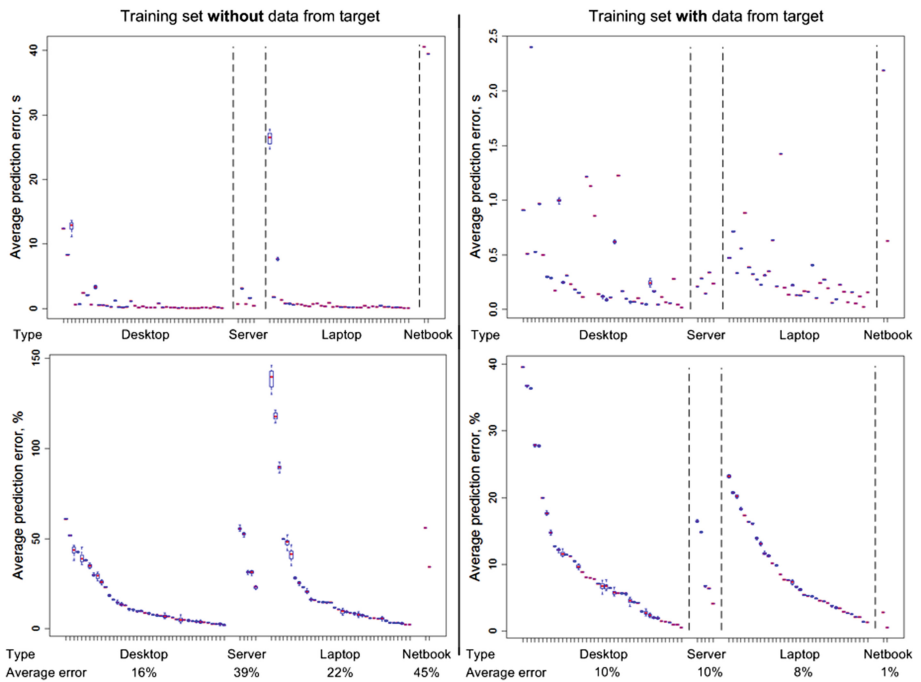 Training set without data from target
Training set with data from target
Average prediction error, s
40
30
20
10
0
Type Desktop Server Laptop Netbook
Average prediction error, s
2.5
2.0
1.5
1.0
0.5
0.0
Type Desktop Server Laptop Netbook
Average prediction error, %
150
100
50
0
Type Desktop Server Laptop Netbook
Average error 16% 39% 22% 45%
Average prediction error, %
40
30
20
10
0
Type Desktop Server Laptop Netbook
Average error 10% 10% 8% 1%